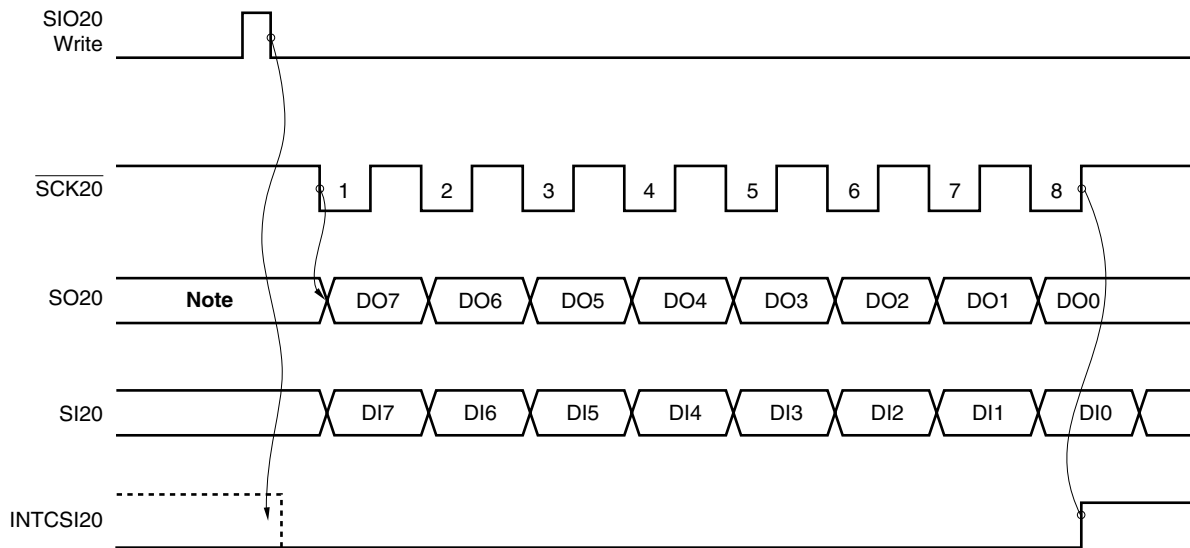 SIO20
Write
SCK20
1 2 3 4 5 6 7 8
SO20 Note DO7 DO6 DO5 DO4 DO3 DO2 DO1 DO0
SI20 DI7 DI6 DI5 DI4 DI3 DI2 DI1 DI0
INTCSI20